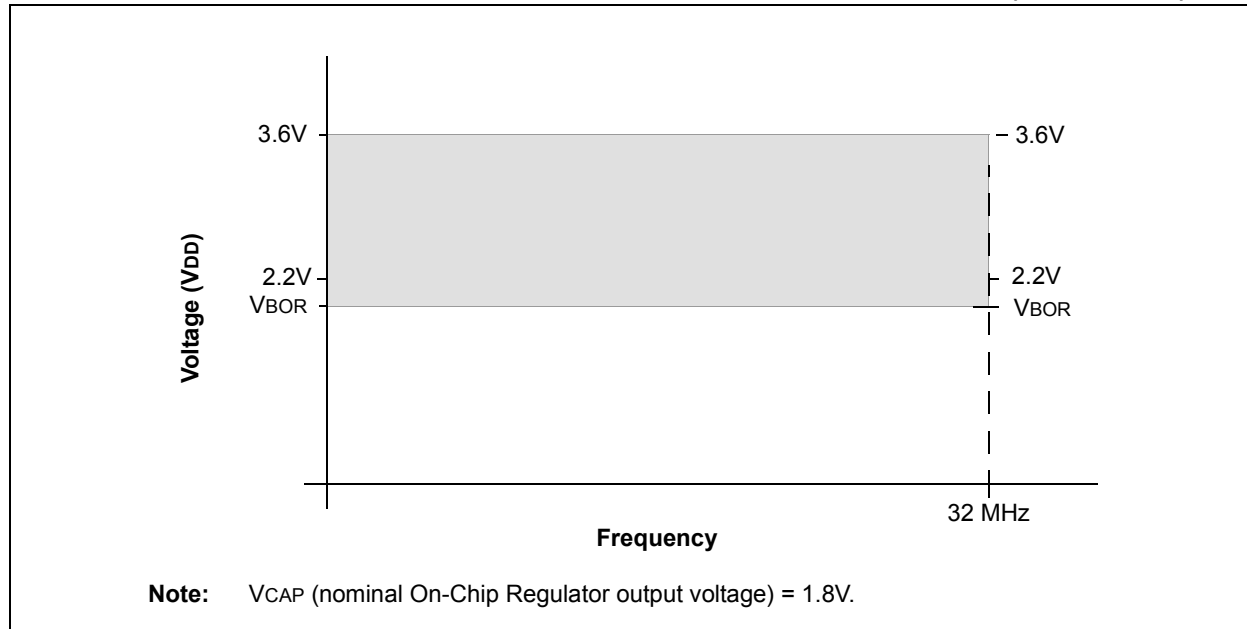 3.6V
3.6V
Voltage (VDD)
2.2V
2.2V
VBOR
VBOR
32 MHz
Frequency
Note: VCAP (nominal On-Chip Regulator output voltage) = 1.8V.